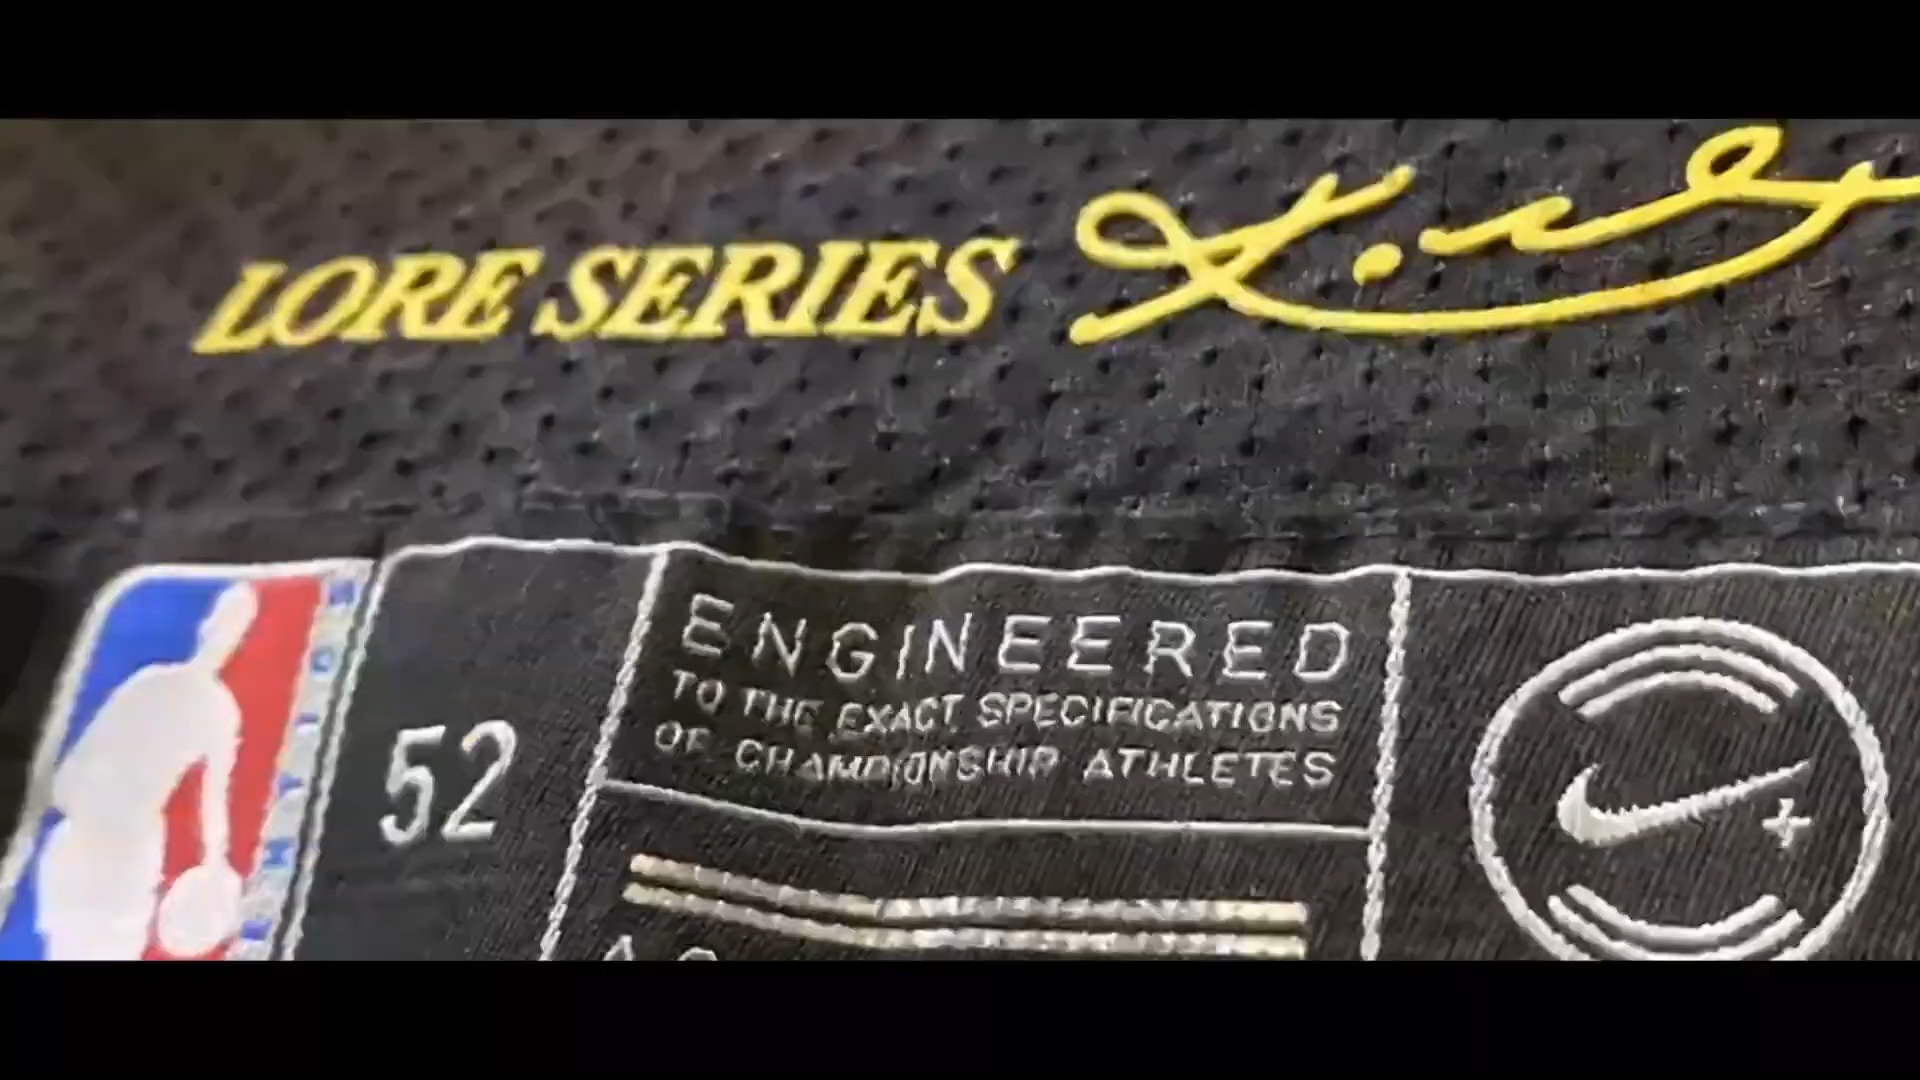 LORE SERIES
52
ENGINEERED
TO THE EXACT SPECIFICATIONS
OF CHAMPIONSHIP ATHLETES